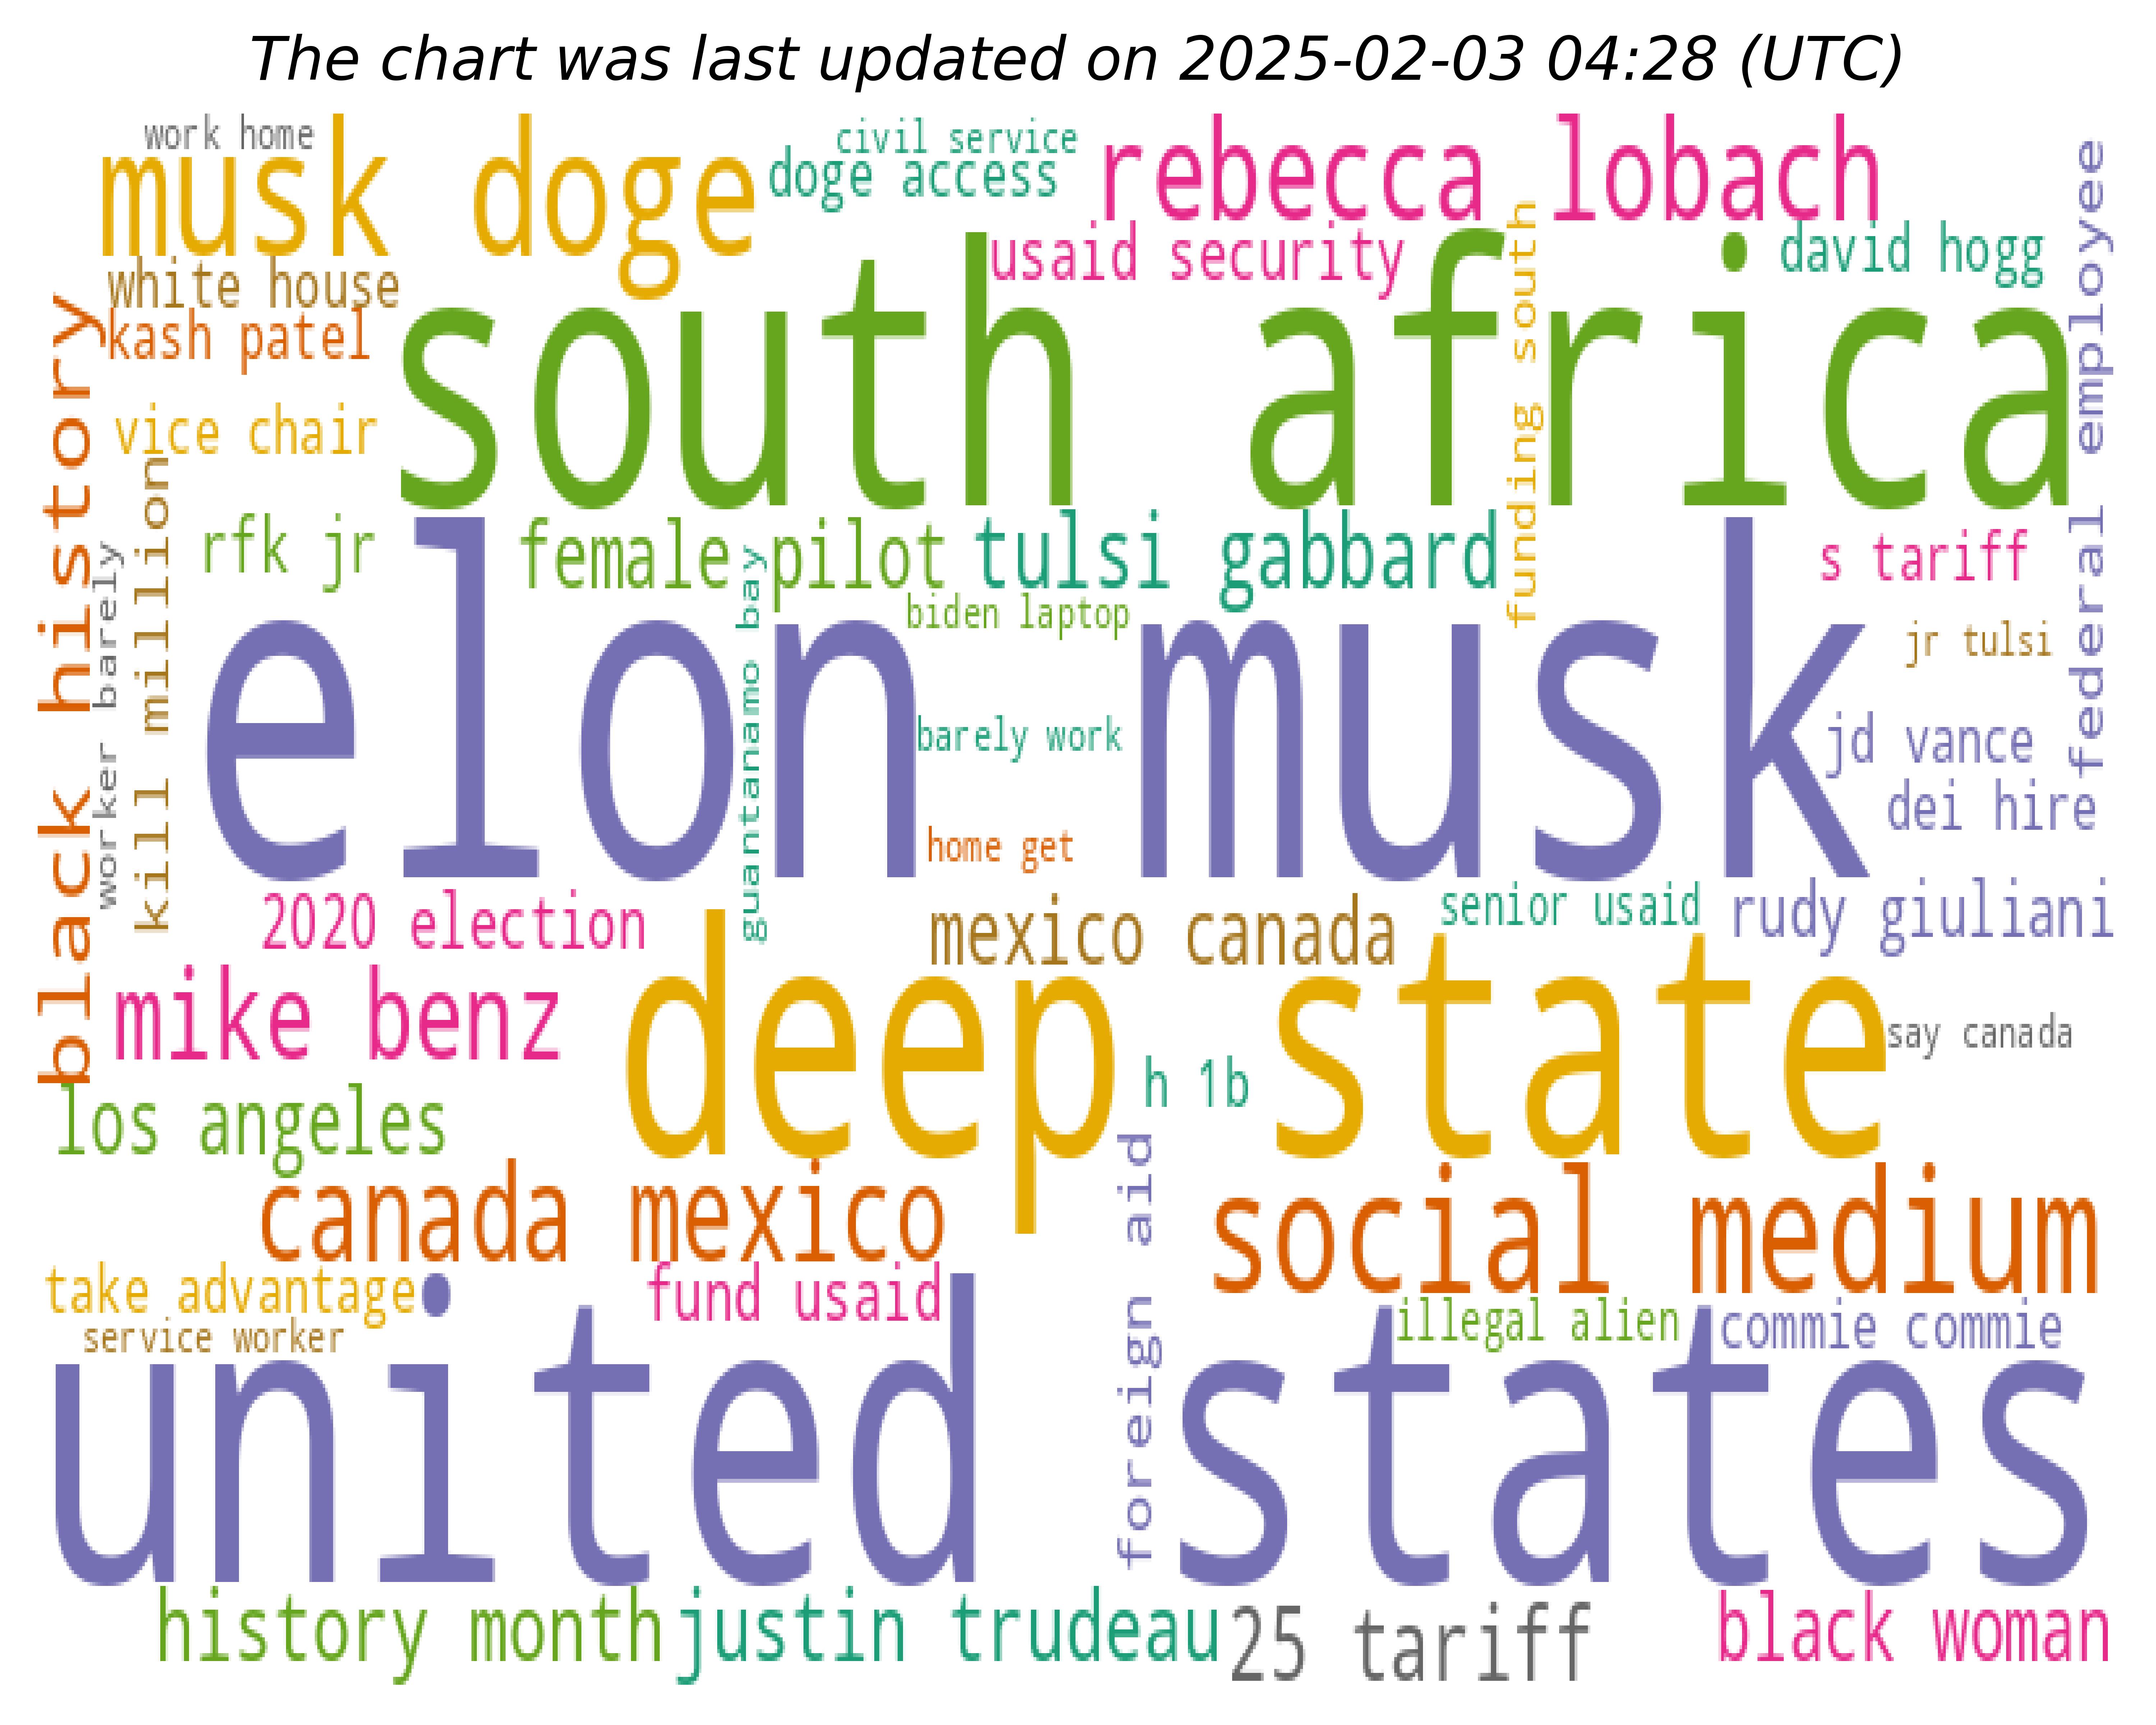 The chart was last updated on 2025-02-03 04:28 (UTC)
work home
musk doge
civil service
doge access
rebecca lobach
usaid security
david hogg
white house
kash patel
south africa
funding south
federal employee
black history
vice chair
kill million
worker barely
rfk jr
female pilot
tulsi gabbard
s tariff
guantanamo bay
biden laptop
elon musk
jr tulsi
barely work
jd vance
dei hire
home get
2020 election
mexico canada
senior usaid
rudy giuliani
mike benz
deep state
say canada
h 1b
los angeles
foreign aid
canada mexico
social medium
take advantage
fund usaid
service worker
illegal alien
commie commie
united states
history month
justin trudeau
25 tariff
black woman